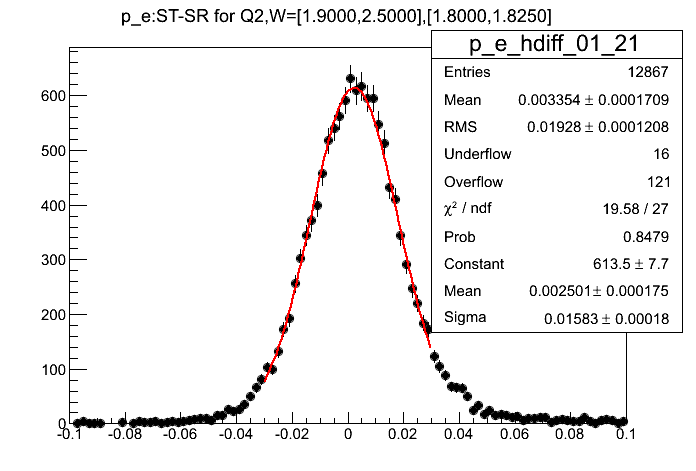 p_e:ST-SR for Q2,W=[1.9000,2.5000],[1.8000,1.8250]
p_e_hdiff_01_21
Entries 12867
Mean 0.003354 ± 0.0001709
RMS 0.01928 ± 0.0001208
Underflow 16
Overflow 121
χ² / ndf 19.58 / 27
Prob 0.8479
Constant 613.5 ± 7.7
Mean 0.002501 ± 0.000175
Sigma 0.01583 ± 0.00018
600
500
400
300
200
100
0
-0.1 -0.08 -0.06 -0.04 -0.02 0 0.02 0.04 0.06 0.08 0.1